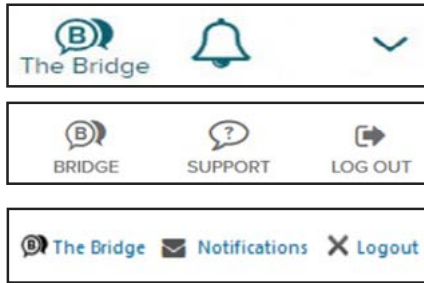 B
The Bridge
B ?
BRIDGE SUPPORT LOG OUT
B The Bridge Notifications Logout